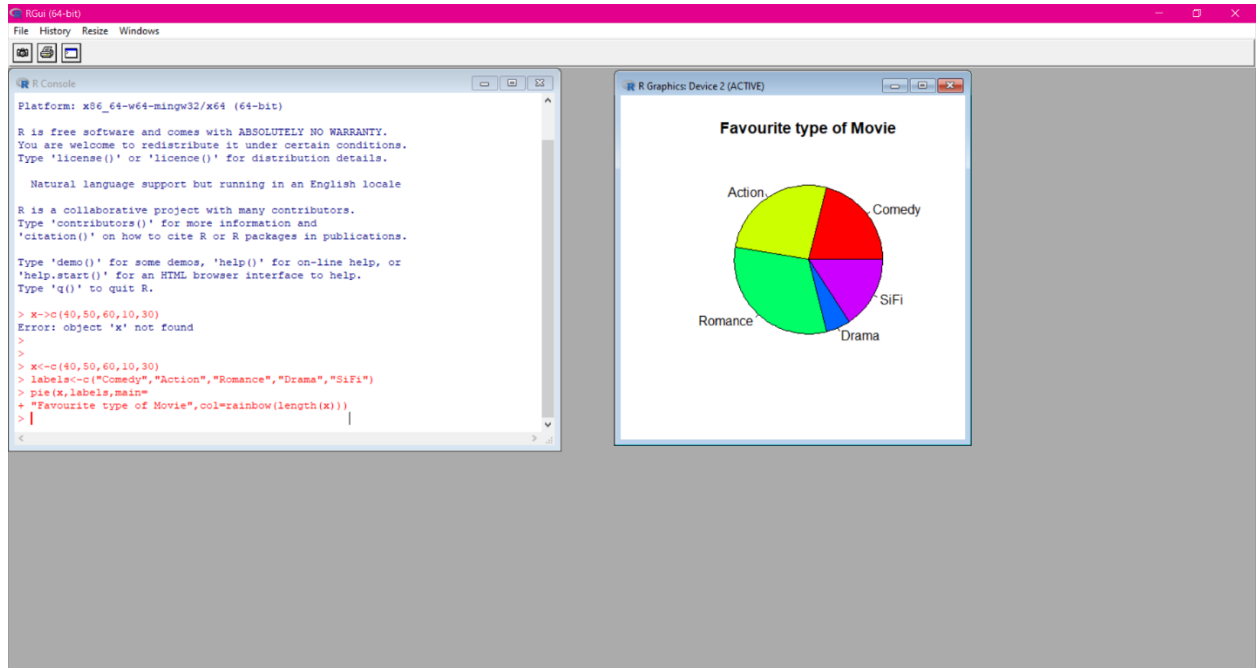 RGui (64-bit)
File History Resize Windows
R Console
Platform: x86_64-w64-mingw32/x64 (64-bit)
R is free software and comes with ABSOLUTELY NO WARRANTY.
You are welcome to redistribute it under certain conditions.
Type 'license()' or 'licence()' for distribution details.
Natural language support but running in an English locale
R is a collaborative project with many contributors.
Type 'contributors()' for more information and
'citation()' on how to cite R or R packages in publications.
Type 'demo()' for some demos, 'help()' for on-line help, or
'help.start()' for an HTML browser interface to help.
Type 'q()' to quit R.
> x->c(40,50,60,10,30)
Error: object 'x' not found
>
>
> x<-c(40,50,60,10,30)
> labels<-c("Comedy","Action","Romance","Drama","SiFi")
> pie(x,labels,main=
+ "Favourite type of Movie",col=rainbow(length(x)))
>
R Graphics: Device 2 (ACTIVE)
Favourite type of Movie
Action
Comedy
SiFi
Romance
Drama